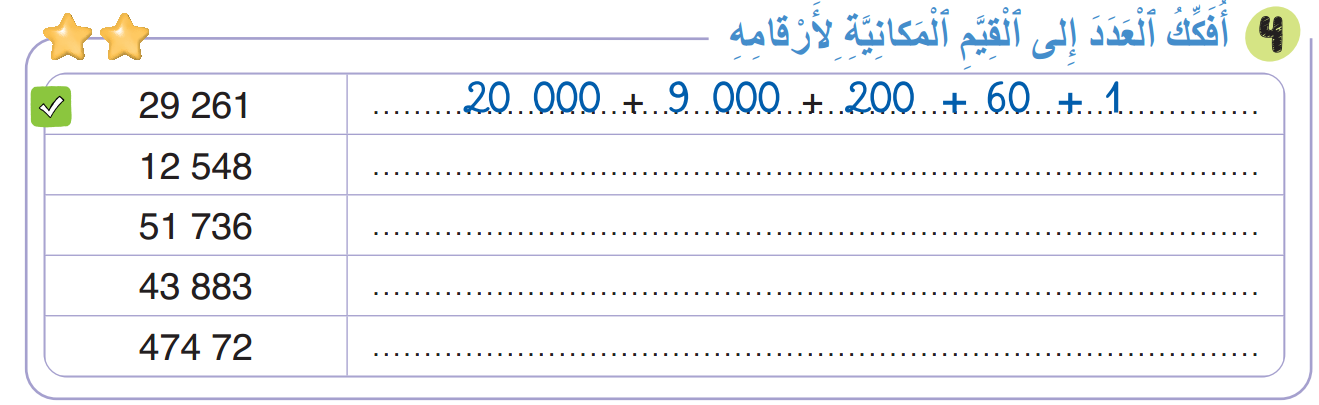 4 أُفَكِّكُ ٱلْعَدَدَ إِلى ٱلْقِيَّمِ ٱلْمَكانِيَّةِ لِأَرْقامِهِ
29 261 20 000 + 9 000 + 200 + 60 + 1
12 548
51 736
43 883
474 72